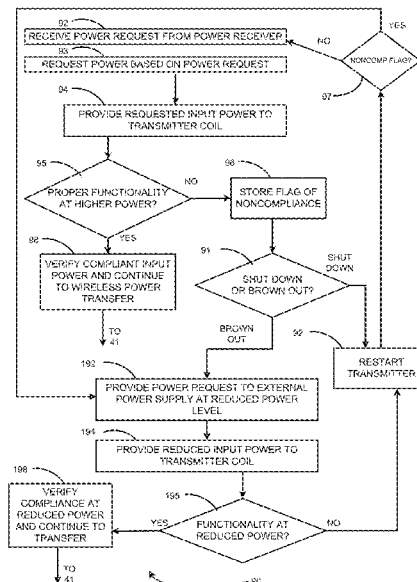 92
RECEIVE POWER REQUEST FROM POWER RECEIVER
93
REQUEST POWER BASED ON POWER REQUEST
94
PROVIDE REQUESTED INPUT POWER TO
TRANSMITTER COIL
YES
NO
NONCOMP FLAG?
97
95
PROPER FUNCTIONALITY
AT HIGHER POWER?
NO
YES
96
STORE FLAG OF
NONCOMPLIANCE
98
VERIFY COMPLIANT INPUT
POWER AND CONTINUE
TO WIRELESS POWER
TRANSFER
TO
41
91
SHUT DOWN
OR BROWN OUT?
SHUT
DOWN
BROWN
OUT
92
RESTART
TRANSMITTER
192
PROVIDE POWER REQUEST TO EXTERNAL
POWER SUPPLY AT REDUCED POWER
LEVEL
194
PROVIDE REDUCED INPUT POWER TO
TRANSMITTER COIL
198
VERIFY
COMPLIANCE AT
REDUCED POWER
AND CONTINUE TO
TRANSFER
YES
195
FUNCTIONALITY AT
REDUCED POWER?
NO
TO
41
90